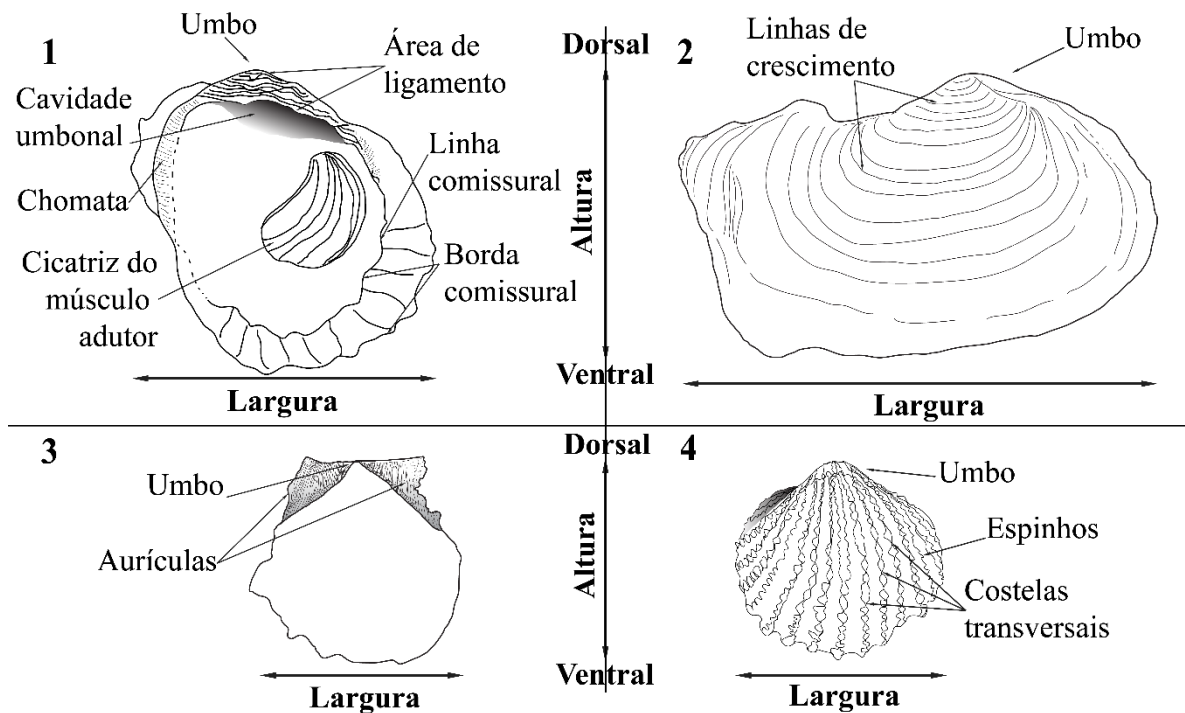 1
Umbo
Área de
ligamento
Cavidade
umbonal
Linha
comissural
Chomata
Cicatriz do
músculo
adutor
Borda
comissural
Largura
Dorsal
Altura
Ventral
2
Linhas de
crescimento
Umbo
Largura
3
Umbo
Aurículas
Largura
Dorsal
Altura
Ventral
4
Umbo
Espinhos
Costelas
transversais
Largura